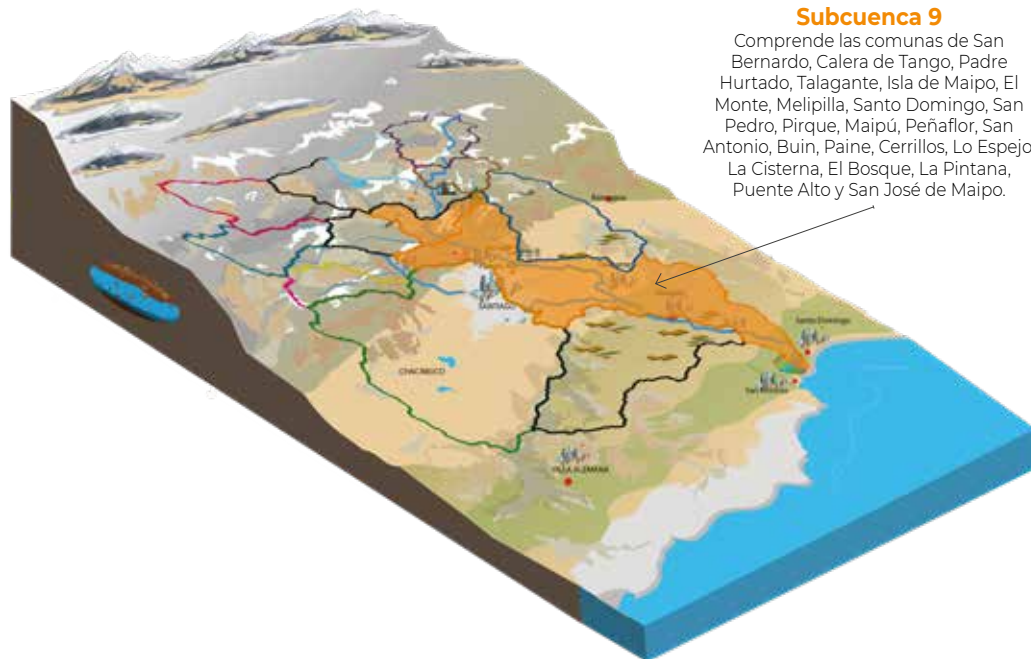 Subcuenca 9
Comprende las comunas de San
Bernardo, Calera de Tango, Padre
Hurtado, Talagante, Isla de Maipo, El
Monte, Melipilla, Santo Domingo, San
Pedro, Pirque, Maipú, Peñaflor, San
Antonio, Buin, Paine, Cerrillos, Lo Espejo
La Cisterna, El Bosque, La Pintana,
Puente Alto y San José de Maipo.
Santo Domingo
SANTIAGO
CHACABUCO
San Antonio
VILLA ALEMANA